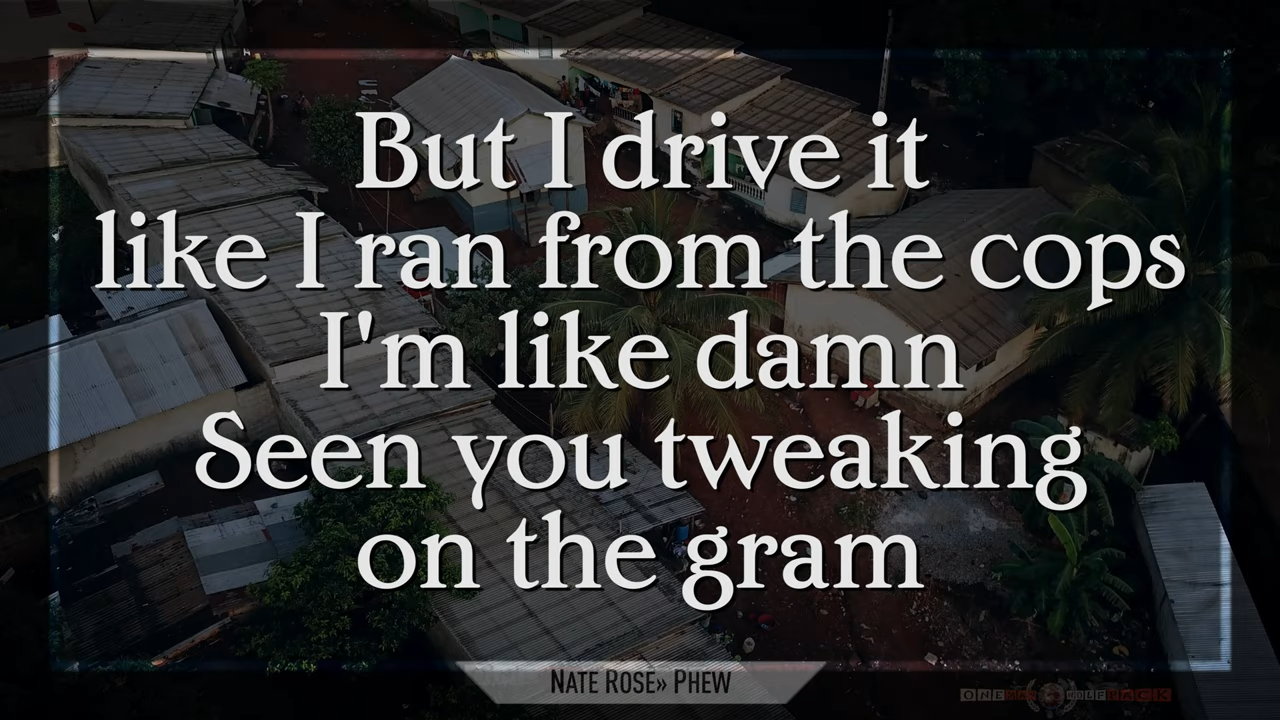 But I drive it
like I ran from the cops
I'm like damn
Seen you tweaking
on the gram
NATE ROSE» PHEW
ONEMANWOLFPACK